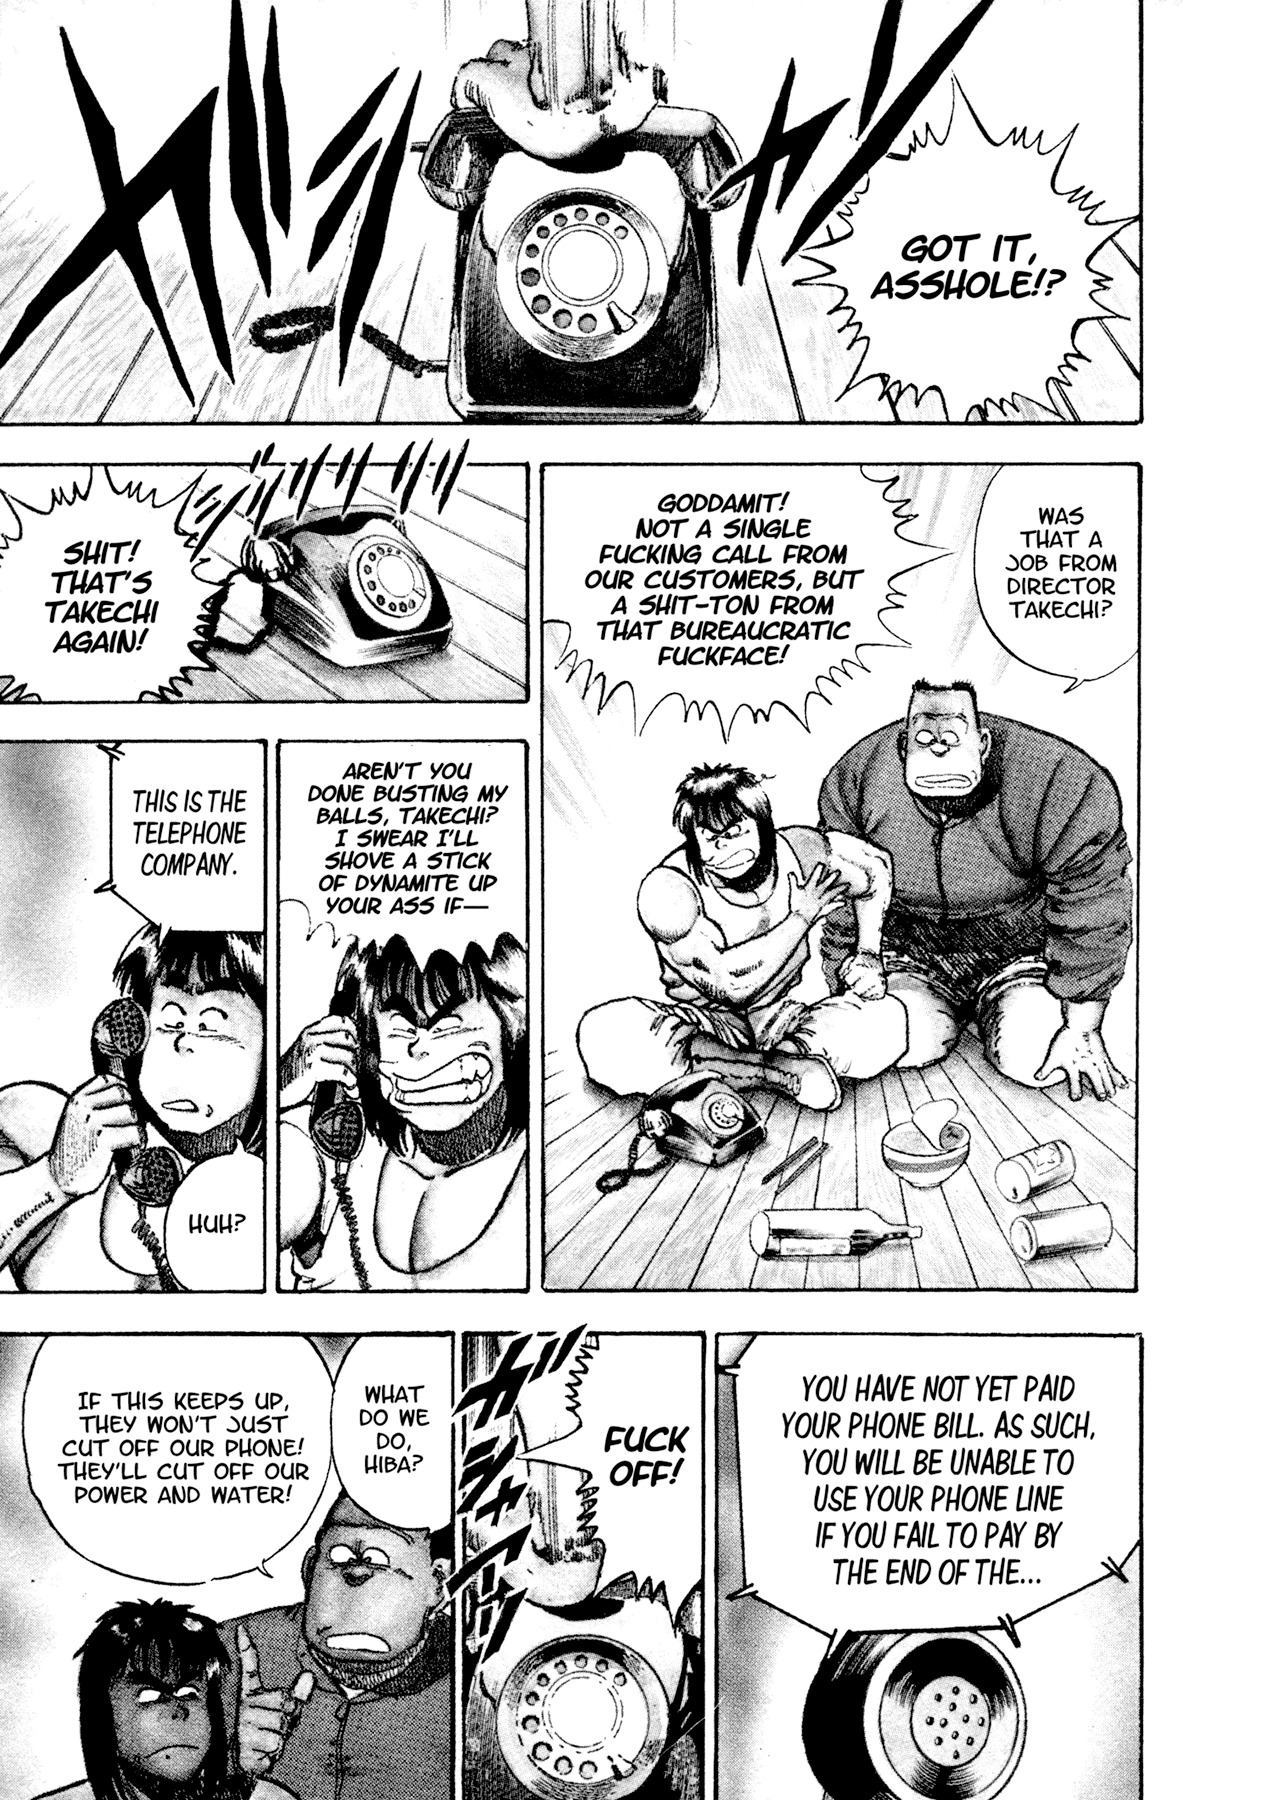 GOT IT,
ASSHOLE!?
WAS
THAT A
JOB FROM
DIRECTOR
TAKECHI?
GODDAMIT!
NOT A SINGLE
FUCKING CALL FROM
OUR CUSTOMERS, BUT
A SHIT-TON FROM
THAT BUREAUCRATIC
FUCKFACE!
SHIT!
THAT'S
TAKECHI
AGAIN!
AREN'T YOU
DONE BUSTING MY
BALLS, TAKECHI?
I SWEAR I'LL
SHOVE A STICK
OF DYNAMITE UP
YOUR ASS IF—
THIS IS THE
TELEPHONE
COMPANY.
HUH?
YOU HAVE NOT YET PAID
YOUR PHONE BILL. AS SUCH,
YOU WILL BE UNABLE TO
USE YOUR PHONE LINE
IF YOU FAIL TO PAY BY
THE END OF THE...
FUCK
OFF!
WHAT
DO WE
DO,
HIBA?
IF THIS KEEPS UP,
THEY WON'T JUST
CUT OFF OUR PHONE!
THEY'LL CUT OFF OUR
POWER AND WATER!